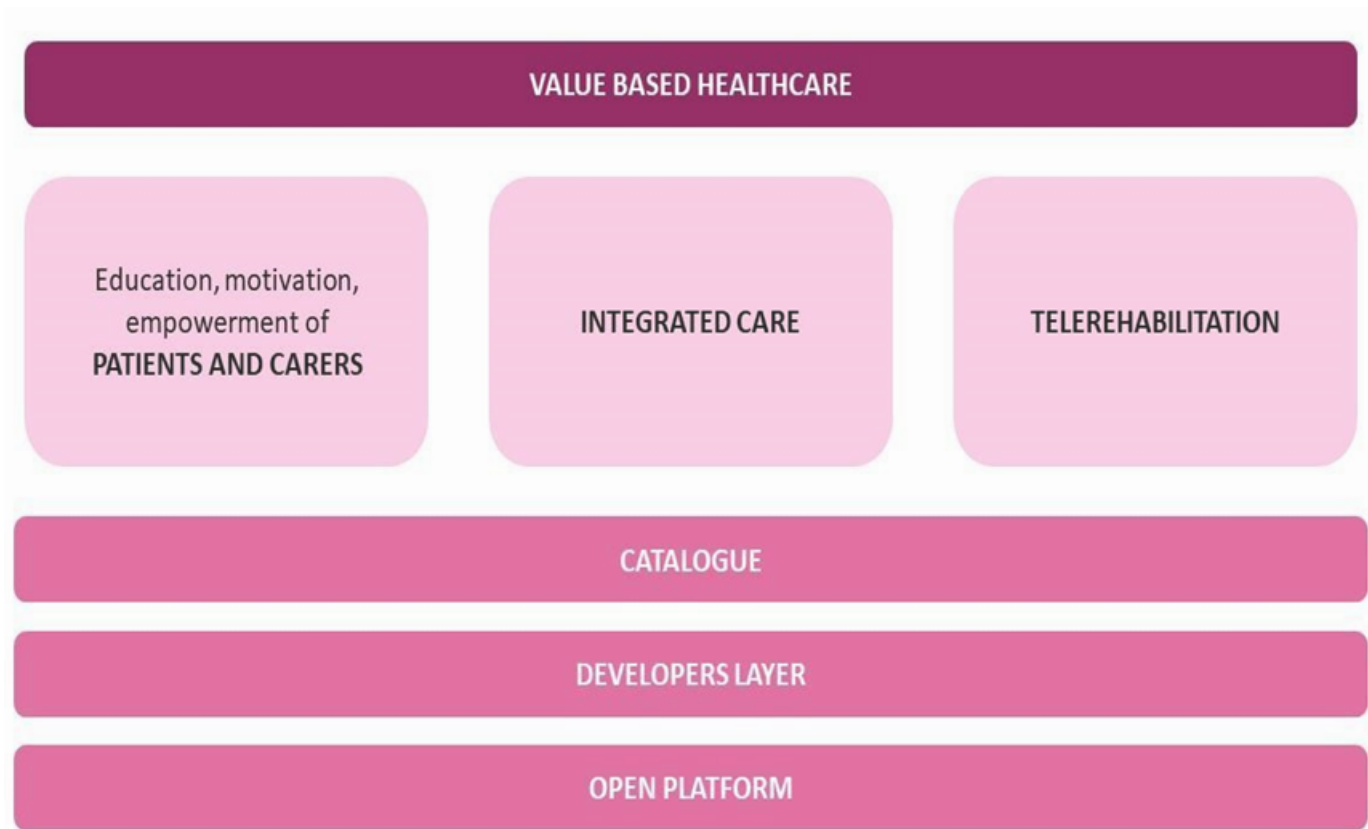 VALUE BASED HEALTHCARE
Education, motivation,
empowerment of
PATIENTS AND CARERS
INTEGRATED CARE
TELEREHABILITATION
CATALOGUE
DEVELOPERS LAYER
OPEN PLATFORM